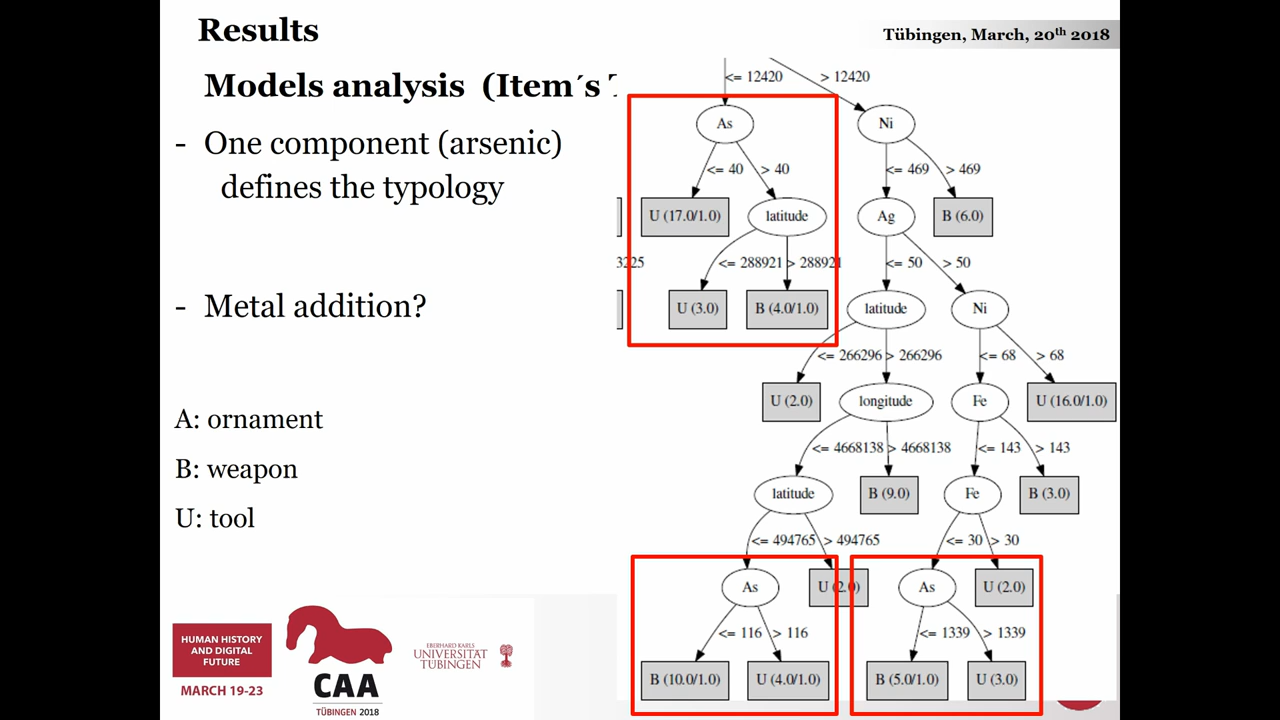 Results
Tübingen, March, 20th 2018
Models analysis (Item´s
- One component (arsenic)
defines the typology
- Metal addition?
A: ornament
B: weapon
U: tool
<= 12420 > 12420
As Ni
<= 40 > 40 <= 469 > 469
U (17.0/1.0) latitude Ag B (6.0)
3225 <= 288921 > 288921 <= 50 > 50
U (3.0) B (4.0/1.0) latitude Ni
<= 266296 > 266296 <= 68 > 68
U (2.0) longitude Fe U (16.0/1.0)
<= 4668138 > 4668138 <= 143 > 143
latitude B (9.0) Fe B (3.0)
<= 494765 > 494765 <= 30 > 30
As U (2.0) As U (2.0)
<= 116 > 116 <= 1339 > 1339
B (10.0/1.0) U (4.0/1.0) B (5.0/1.0) U (3.0)
HUMAN HISTORY
AND DIGITAL
FUTURE
MARCH 19-23
CAA
TÜBINGEN 2018
EBERHARD KARLS
UNIVERSITÄT
TÜBINGEN